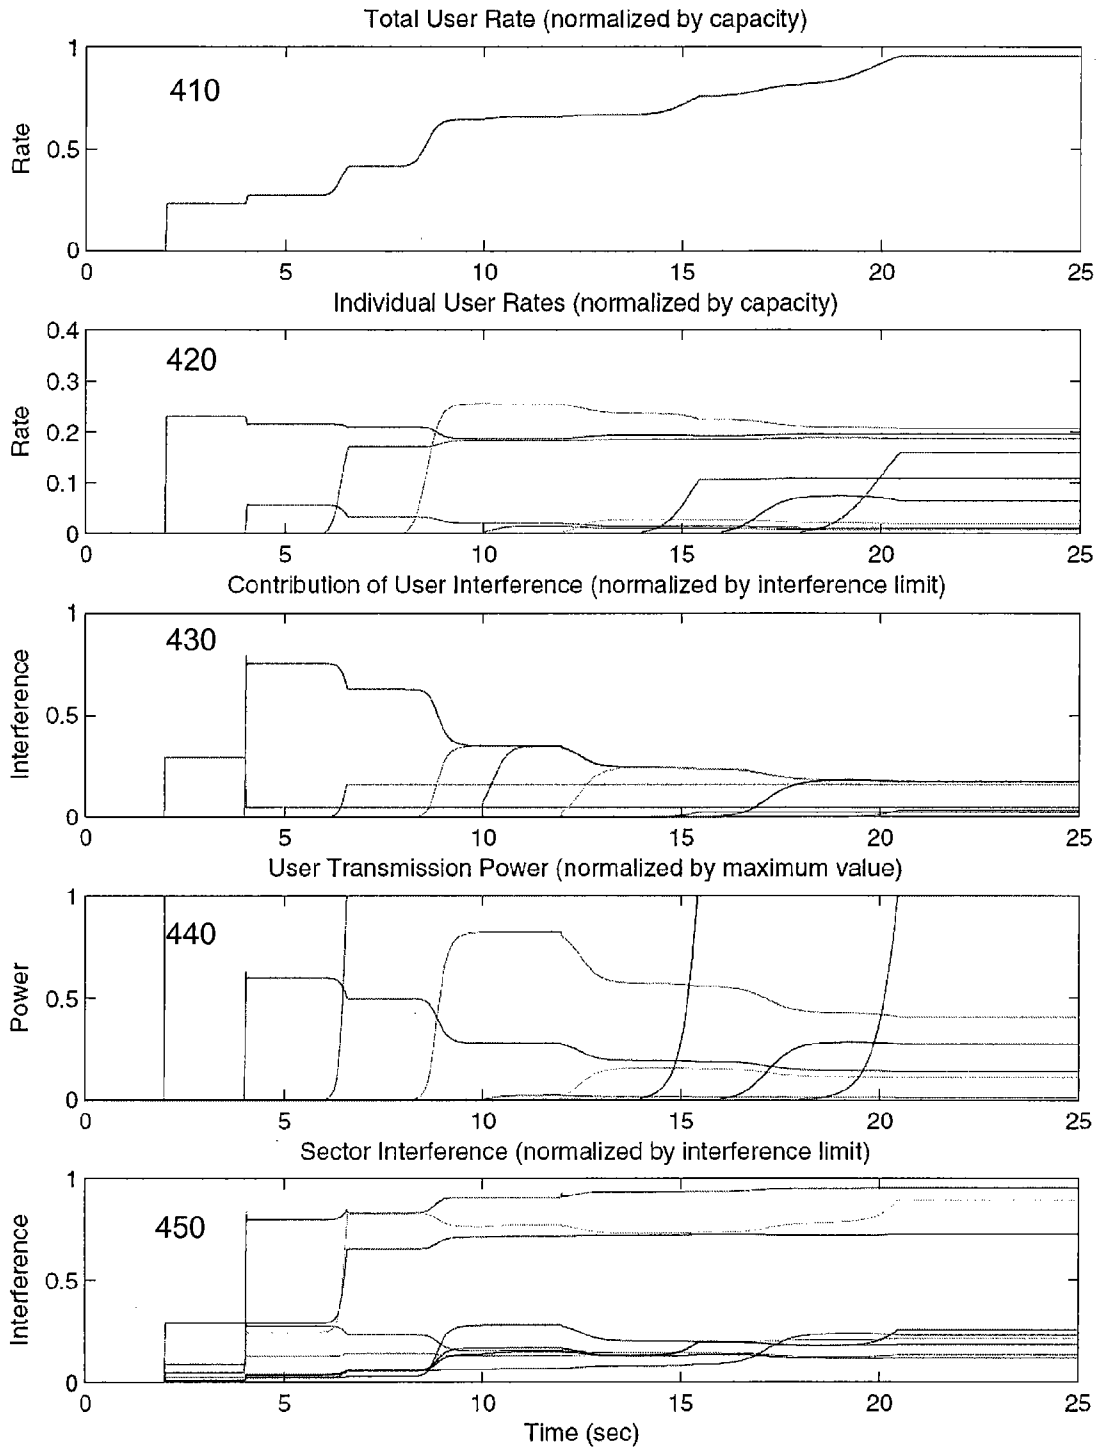 Total User Rate (normalized by capacity)
1
410
Rate
0.5
0
0 5 10 15 20 25
Individual User Rates (normalized by capacity)
0.4
420
0.3
Rate
0.2
0.1
0
0 5 10 15 20 25
Contribution of User Interference (normalized by interference limit)
1
430
Interference
0.5
0
0 5 10 15 20 25
User Transmission Power (normalized by maximum value)
1
440
Power
0.5
0
0 5 10 15 20 25
Sector Interference (normalized by interference limit)
1
450
Interference
0.5
0
0 5 10 15 20 25
Time (sec)